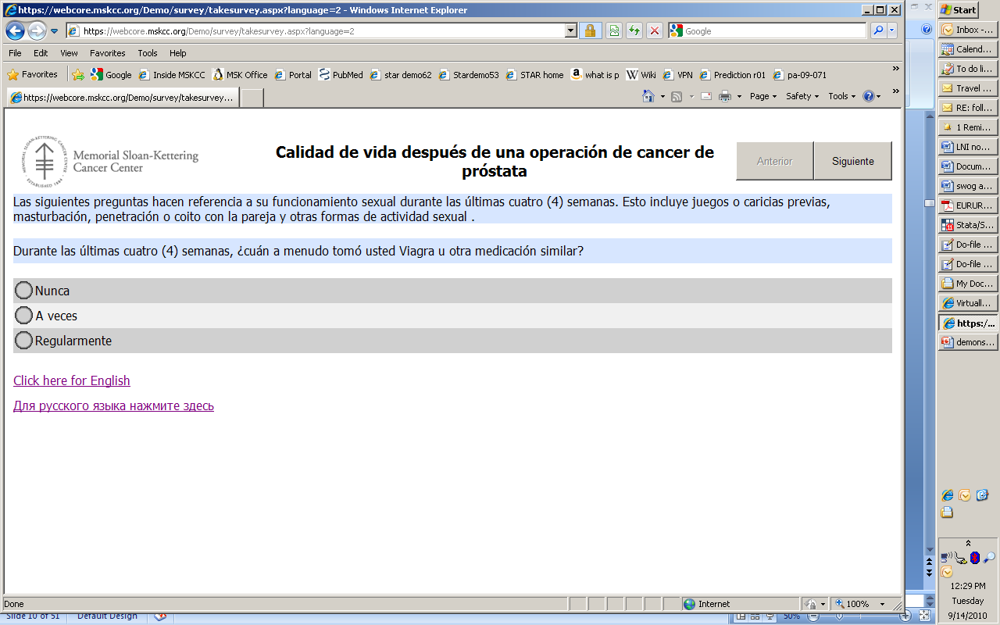 https://webcore.mskcc.org/Demo/survey/takesurvey.aspx?language=2 - Windows Internet Explorer
https://webcore.mskcc.org/Demo/survey/takesurvey.aspx?language=2
Google
File Edit View Favorites Tools Help
Favorites Google Inside MSKCC MSK Office Portal PubMed star demo62 Stardemo53 STAR home what is p Wiki VPN Prediction r01 pa-09-071
https://webcore.mskcc.org/Demo/survey/takesurvey...
Page Safety Tools
Memorial Sloan-Kettering
Cancer Center
MEMORIAL SLOAN-KETTERING CANCER CENTER
Calidad de vida después de una operación de cancer de
próstata
Anterior Siguiente
Las siguientes preguntas hacen referencia a su funcionamiento sexual durante las últimas cuatro (4) semanas. Esto incluye juegos o caricias previas,
masturbación, penetración o coito con la pareja y otras formas de actividad sexual .
Durante las últimas cuatro (4) semanas, ¿cuán a menudo tomó usted Viagra u otra medicación similar?
Nunca
A veces
Regularmente
Click here for English
Для русского языка нажмите здесь
Done Internet 100%
Slide 10 of 51 Default Design 50%
Start
Inbox -...
Calend...
To do li...
Travel ...
RE: foll...
1 Remi...
LNI no...
Docum...
swog a...
EURUR...
Stata/S...
Do-file ...
Do-file ...
My Doc...
Virtuall...
https:/...
demons...
12:29 PM
Tuesday
9/14/2010